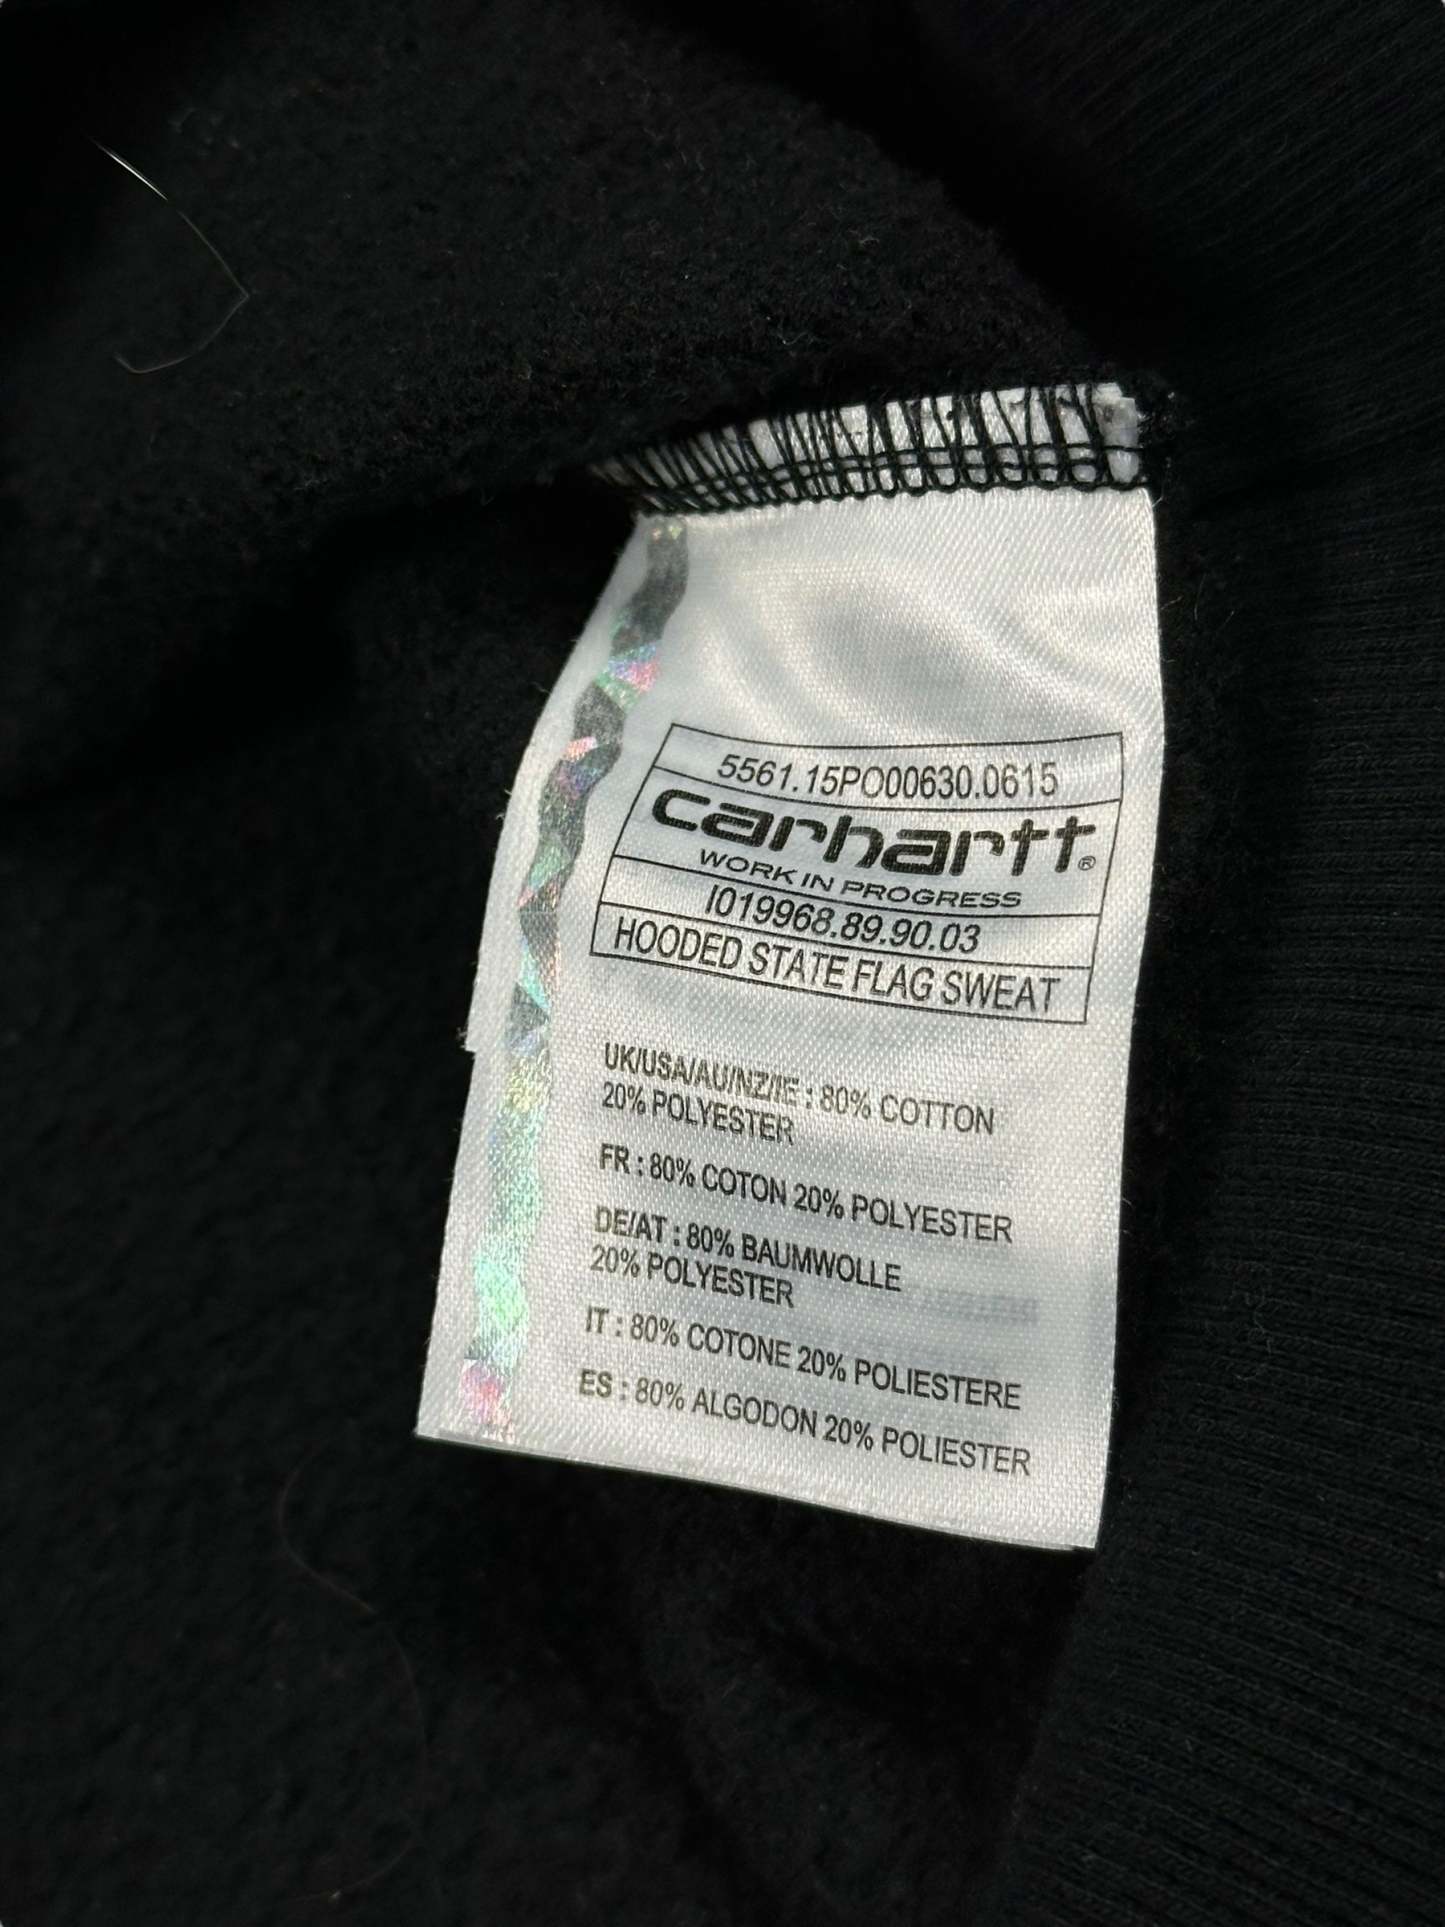 5561.15PO00630.0615
carhartt®
WORK IN PROGRESS
I019968.89.90.03
HOODED STATE FLAG SWEAT
UK/USA/AU/NZ/IE : 80% COTTON
20% POLYESTER
FR : 80% COTON 20% POLYESTER
DE/AT : 80% BAUMWOLLE
20% POLYESTER
IT : 80% COTONE 20% POLIESTERE
ES : 80% ALGODON 20% POLIESTER